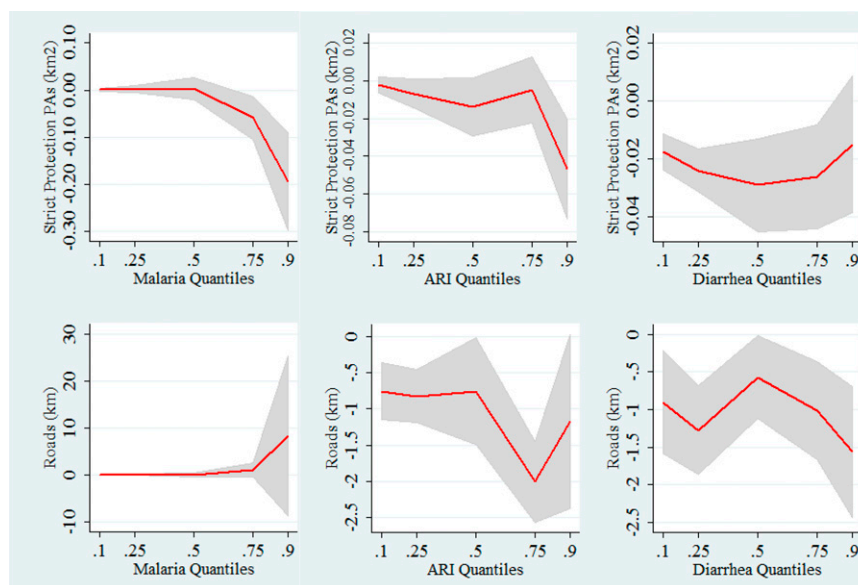 Strict Protection PAs (km2)
0.10
0.00
-0.10
-0.20
-0.30
.1 .25 .5 .75 .9
Malaria Quantiles
Strict Protection PAs (km2)
0.02
0.00
-0.02
-0.04
-0.06
-0.08
.1 .25 .5 .75 .9
ARI Quantiles
Strict Protection PAs (km2)
0.02
0.00
-0.02
-0.04
.1 .25 .5 .75 .9
Diarrhea Quantiles
Roads (km)
30
20
10
0
-10
.1 .25 .5 .75 .9
Malaria Quantiles
Roads (km)
0
-.5
-1
-1.5
-2
-2.5
.1 .25 .5 .75 .9
ARI Quantiles
Roads (km)
0
-.5
-1
-1.5
-2
-2.5
.1 .25 .5 .75 .9
Diarrhea Quantiles